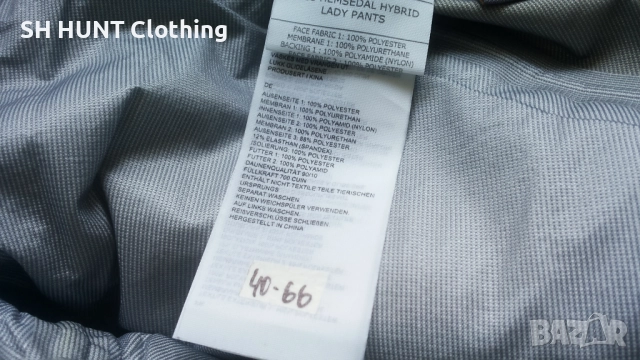 SH HUNT Clothing
HEMSEDAL HYBRID
LADY PANTS
FACE FABRIC 1: 100% POLYESTER
MEMBRANE 1: 100% POLYURETHANE
BACKING 1: 100% POLYAMIDE (NYLON)
PRODUSERT I KINA
DE
AUßENSEITE 1: 100% POLYESTER
MEMBRAN 1: 100% POLYURETHAN
INNENSEITE 1: 100% POLYAMID (NYLON)
AUßENSEITE 2: 100% POLYESTER
MEMBRAN 2: 100% POLYURETHAN
AUßENSEITE 3: 88% POLYESTER
12% ELASTHAN (SPANDEX)
ISOLIERUNG: 100% POLYESTER
FUTTER 1: 100% POLYESTER
FUTTER 2: 100% POLYAMID
DAUNENQUALITÄT 90/10
FÜLLKRAFT 700 CUIN
ENTHÄLT NICHT TEXTILE TEILE TIERISCHEN
URSPRUNGS
SEPARAT WASCHEN.
KEINEN WEICHSPÜLER VERWENDEN.
AUF LINKS WASCHEN.
REIßVERSCHLÜSSE SCHLIEßEN.
HERGESTELLT IN CHINA
40-66
BAZAR